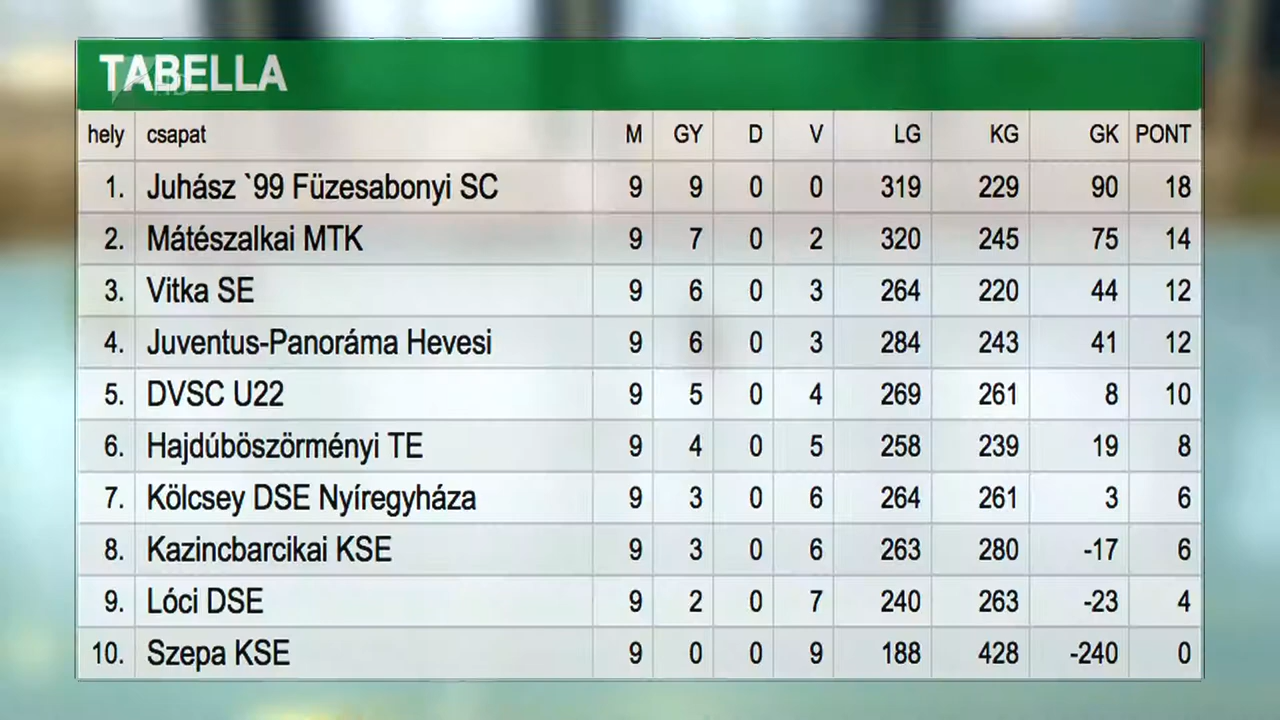 TABELLA
HD
hely csapat M GY D V LG KG GK PONT
1. Juhász `99 Füzesabonyi SC 9 9 0 0 319 229 90 18
2. Mátészalkai MTK 9 7 0 2 320 245 75 14
3. Vitka SE 9 6 0 3 264 220 44 12
4. Juventus-Panoráma Hevesi 9 6 0 3 284 243 41 12
5. DVSC U22 9 5 0 4 269 261 8 10
6. Hajdúböszörményi TE 9 4 0 5 258 239 19 8
7. Kölcsey DSE Nyíregyháza 9 3 0 6 264 261 3 6
8. Kazincbarcikai KSE 9 3 0 6 263 280 -17 6
9. Lóci DSE 9 2 0 7 240 263 -23 4
10. Szepa KSE 9 0 0 9 188 428 -240 0